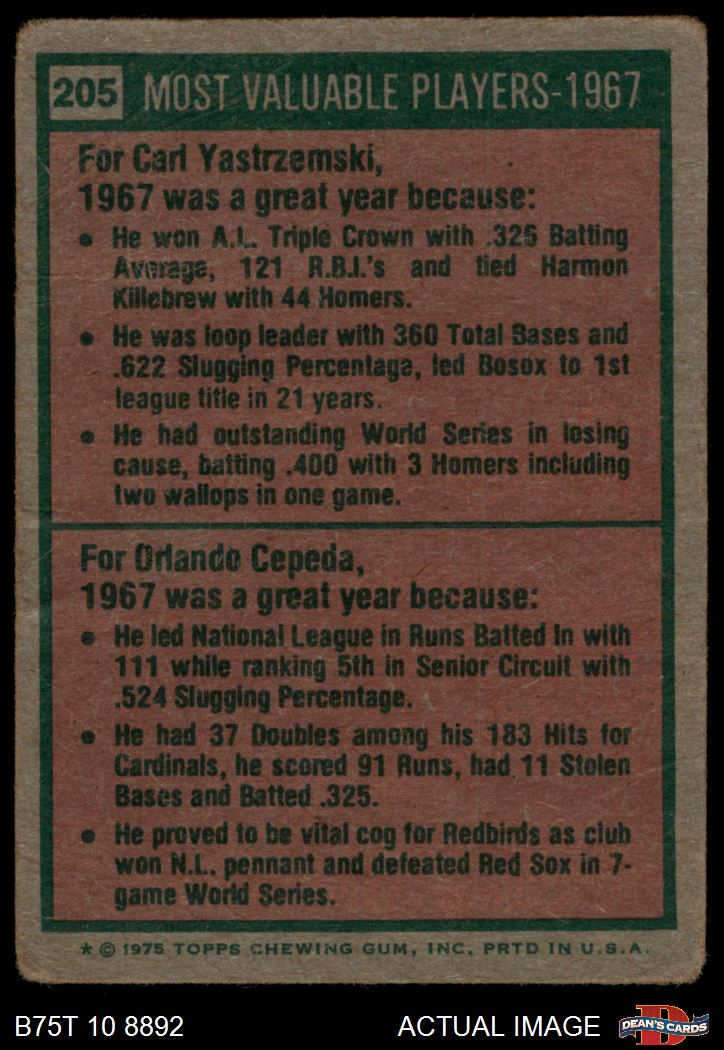 205 MOST VALUABLE PLAYERS-1967
For Carl Yastrzemski,
1967 was a great year because:
• He won A.L. Triple Crown with .326 Batting
Average, 121 R.B.I.'s and tied Harmon
Killebrew with 44 Homers.
• He was loop leader with 360 Total Bases and
.622 Slugging Percentage, led Bosox to 1st
league title in 21 years.
• He had outstanding World Series in losing
cause, batting .400 with 3 Homers including
two wallops in one game.
For Orlando Cepeda,
1967 was a great year because:
• He led National League in Runs Batted In with
111 while ranking 5th in Senior Circuit with
.524 Slugging Percentage.
• He had 37 Doubles among his 183 Hits for
Cardinals, he scored 91 Runs, had 11 Stolen
Bases and Batted .325.
• He proved to be vital cog for Redbirds as club
won N.L. pennant and defeated Red Sox in 7-
game World Series.
* © 1975 TOPPS CHEWING GUM, INC. PRTD IN U.S.A.
B75T 10 8892 ACTUAL IMAGE D DEAN'S CARDS